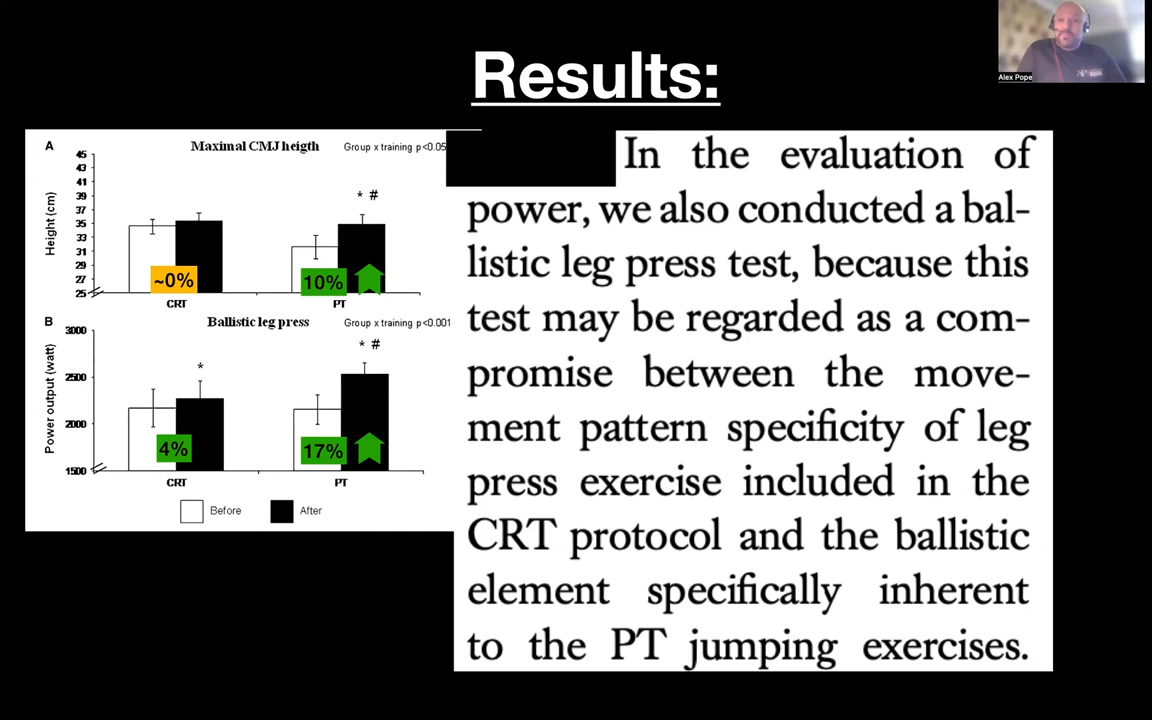 Results:
Alex Pope
A
Maximal CMJ heigth
Group x training p<0.05
Height (cm)
45
43
41
39
37
35
33
31
29
27
25
* #
~0%
10%
CRT
PT
B
Ballistic leg press
Group x training p<0.001
Power output (watt)
3000
2500
2000
1500
*
* #
4%
17%
CRT
PT
Before
After
In the evaluation of
power, we also conducted a bal-
listic leg press test, because this
test may be regarded as a com-
promise between the move-
ment pattern specificity of leg
press exercise included in the
CRT protocol and the ballistic
element specifically inherent
to the PT jumping exercises.